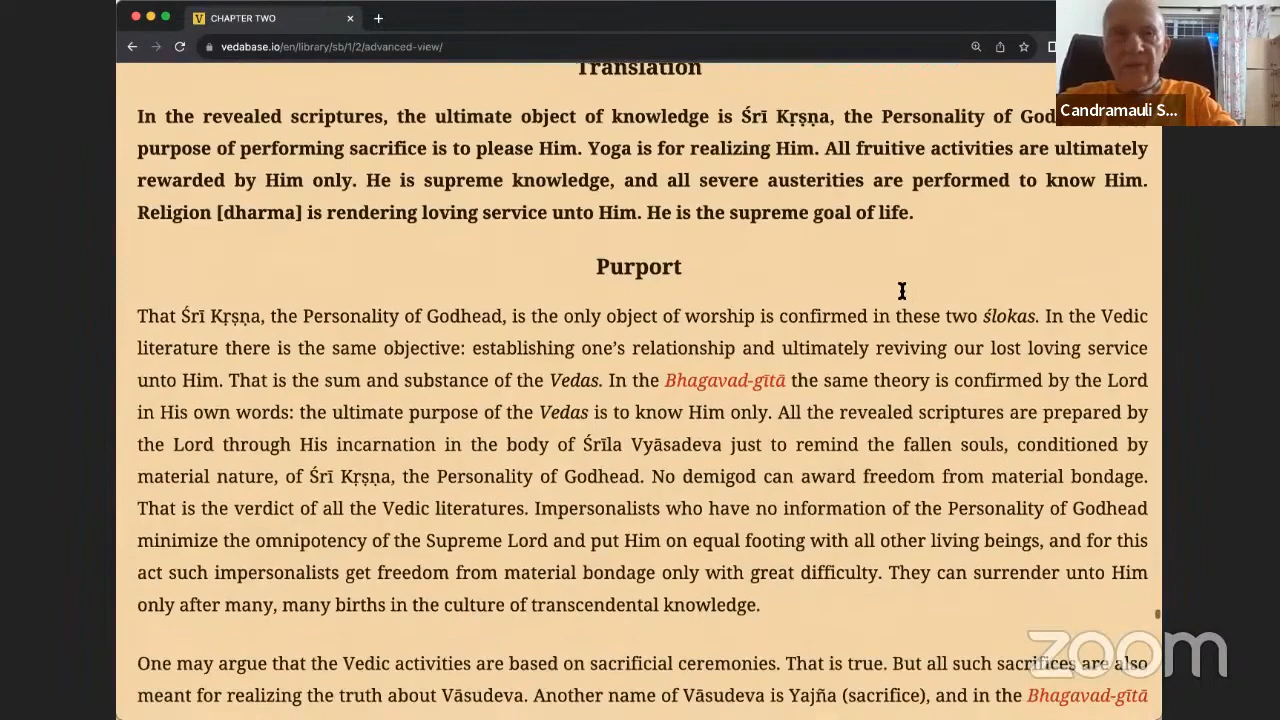 CHAPTER TWO
vedabase.io/en/library/sb/1/2/advanced-view/
Candramauli S...
Translation
In the revealed scriptures, the ultimate object of knowledge is Śrī Kṛṣṇa, the Personality of
purpose of performing sacrifice is to please Him. Yoga is for realizing Him. All fruitive activities are ultimately
rewarded by Him only. He is supreme knowledge, and all severe austerities are performed to know Him.
Religion [dharma] is rendering loving service unto Him. He is the supreme goal of life.
Purport
That Śrī Kṛṣṇa, the Personality of Godhead, is the only object of worship is confirmed in these two ślokas. In the Vedic
literature there is the same objective: establishing one’s relationship and ultimately reviving our lost loving service
unto Him. That is the sum and substance of the Vedas. In the Bhagavad-gītā the same theory is confirmed by the Lord
in His own words: the ultimate purpose of the Vedas is to know Him only. All the revealed scriptures are prepared by
the Lord through His incarnation in the body of Śrīla Vyāsadeva just to remind the fallen souls, conditioned by
material nature, of Śrī Kṛṣṇa, the Personality of Godhead. No demigod can award freedom from material bondage.
That is the verdict of all the Vedic literatures. Impersonalists who have no information of the Personality of Godhead
minimize the omnipotency of the Supreme Lord and put Him on equal footing with all other living beings, and for this
act such impersonalists get freedom from material bondage only with great difficulty. They can surrender unto Him
only after many, many births in the culture of transcendental knowledge.
One may argue that the Vedic activities are based on sacrificial ceremonies. That is true. But all such sacrifices are also
meant for realizing the truth about Vāsudeva. Another name of Vāsudeva is Yajña (sacrifice), and in the Bhagavad-gītā
zoom